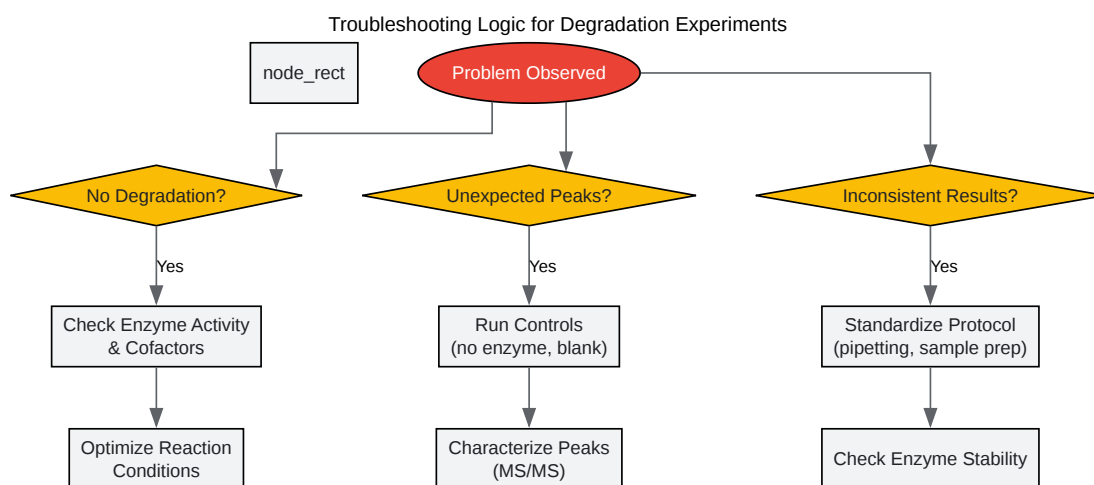 Troubleshooting Logic for Degradation Experiments
node_rect
Problem Observed
No Degradation?
Unexpected Peaks?
Inconsistent Results?
Yes
Yes
Yes
Check Enzyme Activity
& Cofactors
Run Controls
(no enzyme, blank)
Standardize Protocol
(pipetting, sample prep)
Optimize Reaction
Conditions
Characterize Peaks
(MS/MS)
Check Enzyme Stability